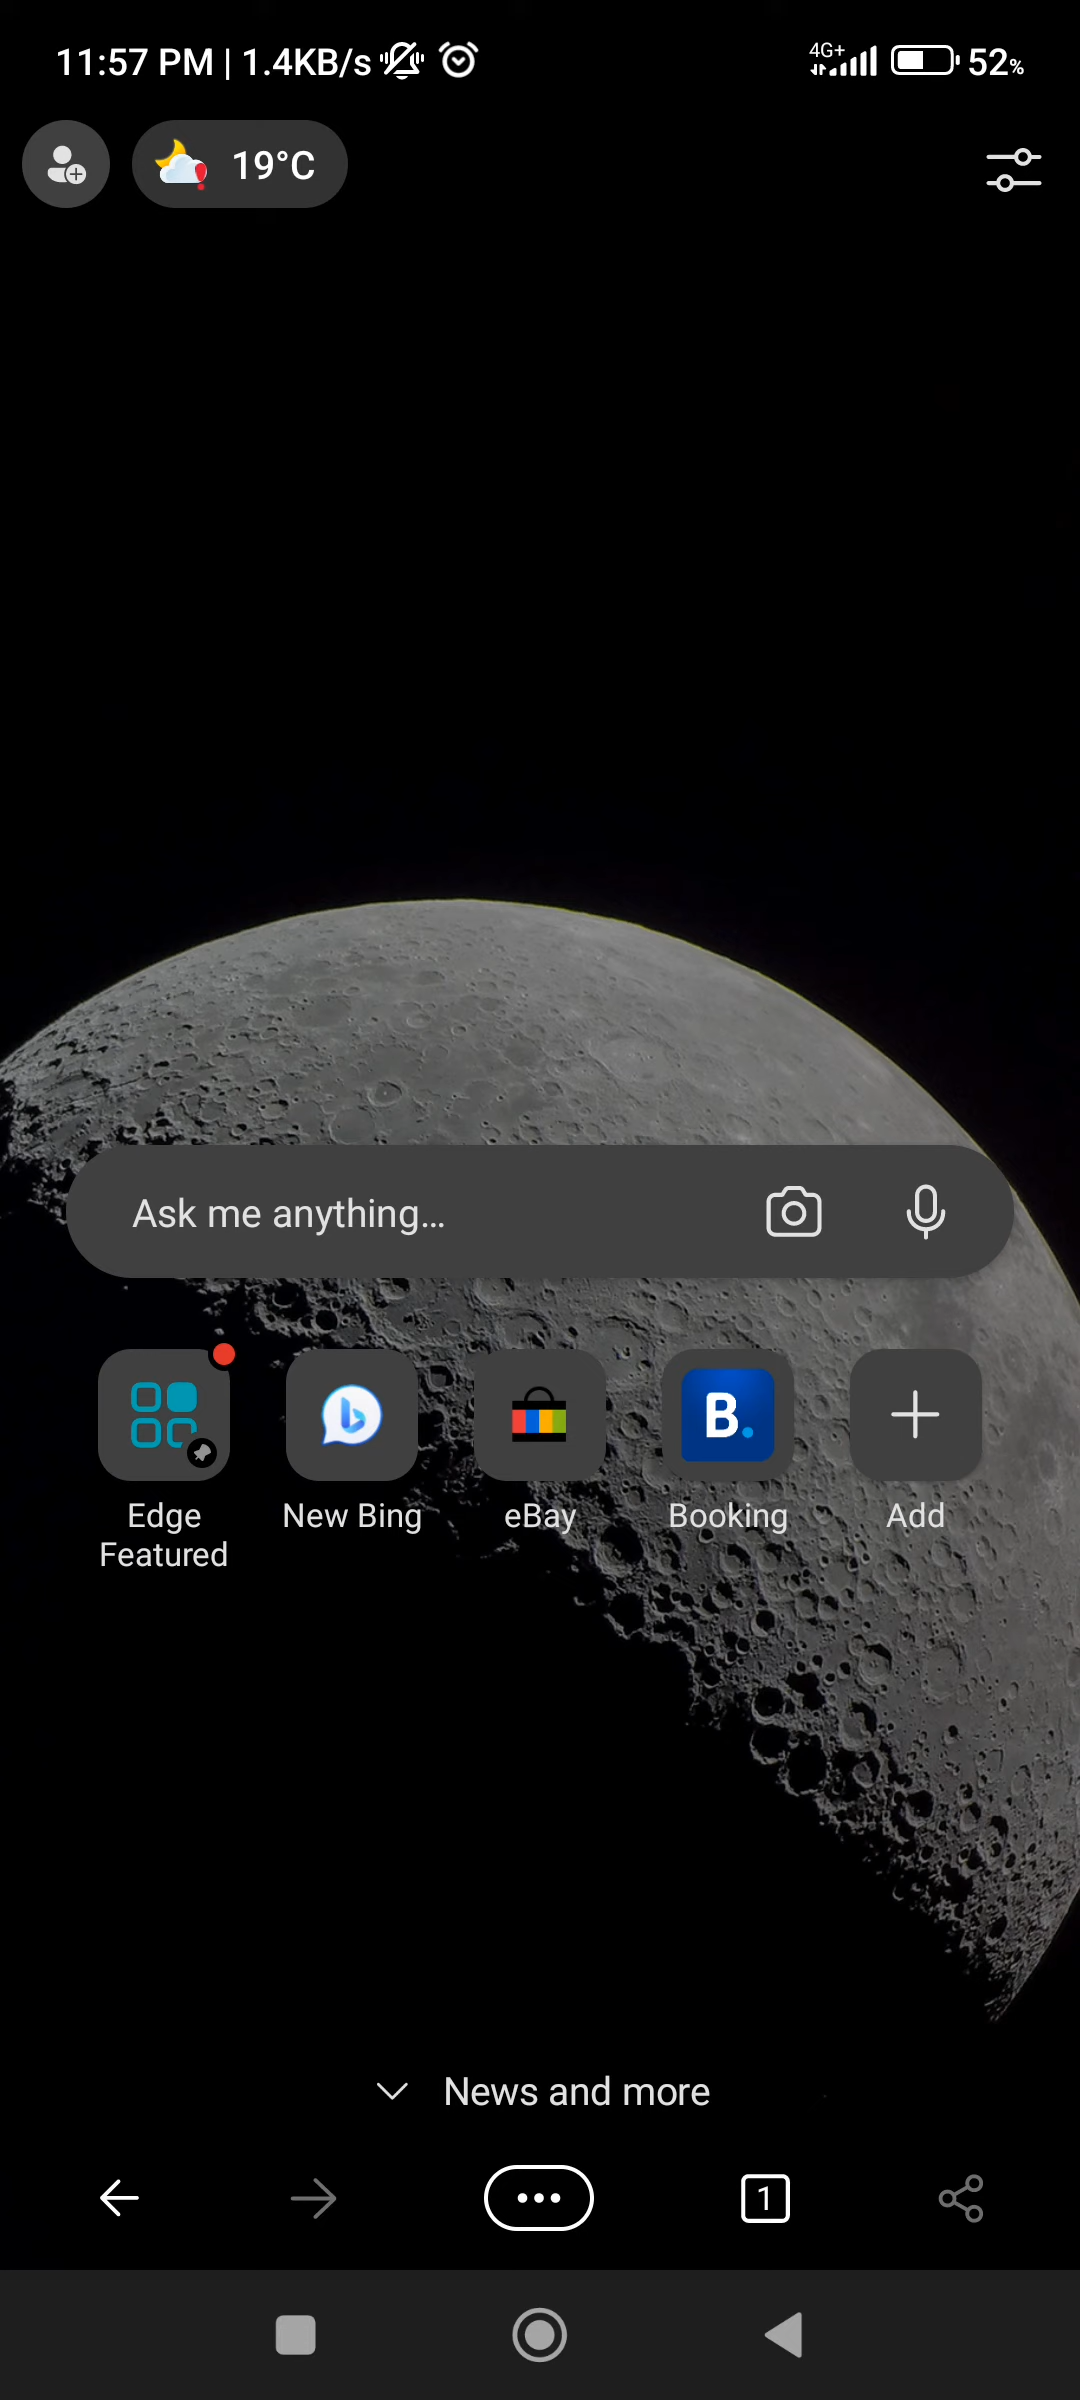 11:57 PM | 1.4KB/s 4G+ 52%
19°C
Ask me anything...
B.
Edge Featured
New Bing
eBay
Booking
Add
News and more
1